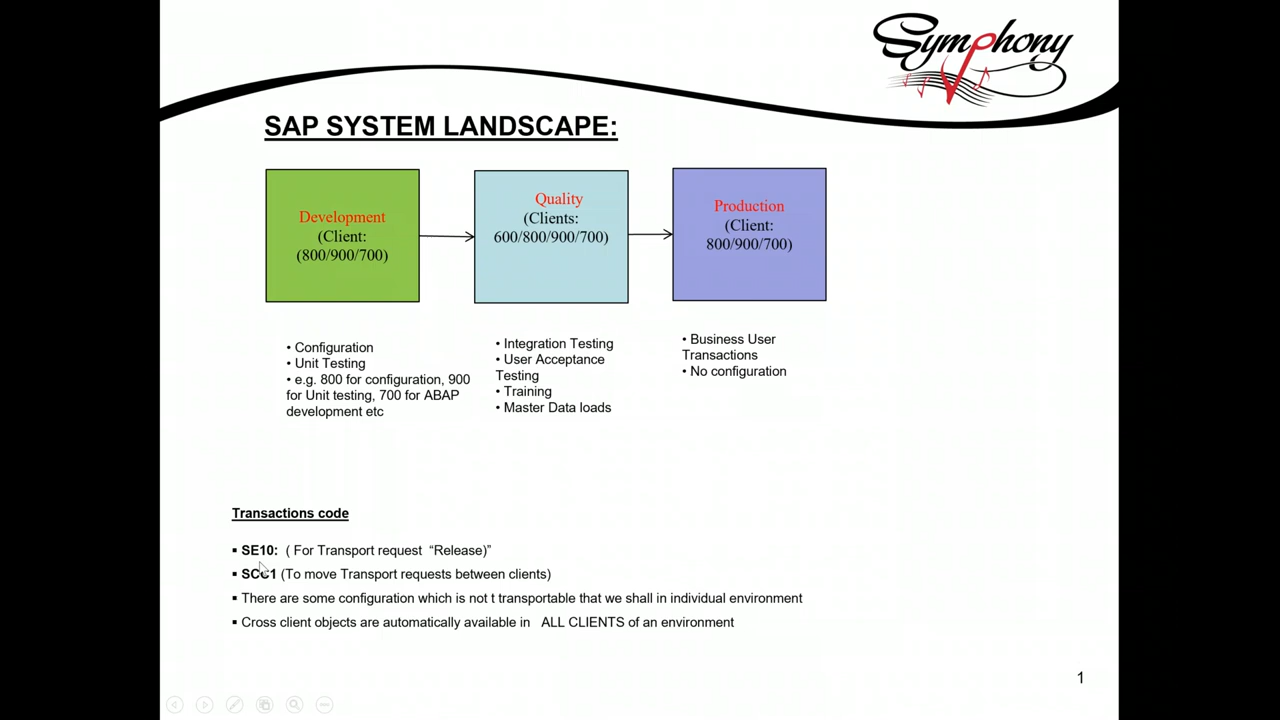 Symphony
SAP SYSTEM LANDSCAPE:
Development
(Client:
(800/900/700)
Quality
(Clients:
600/800/900/700)
Production
(Client:
800/900/700)
• Configuration
• Unit Testing
• e.g. 800 for configuration, 900
for Unit testing, 700 for ABAP
development etc
• Integration Testing
• User Acceptance
Testing
• Training
• Master Data loads
• Business User
Transactions
• No configuration
Transactions code
▪ SE10: ( For Transport request “Release)”
▪ SCC1 (To move Transport requests between clients)
▪ There are some configuration which is not t transportable that we shall in individual environment
▪ Cross client objects are automatically available in ALL CLIENTS of an environment
1